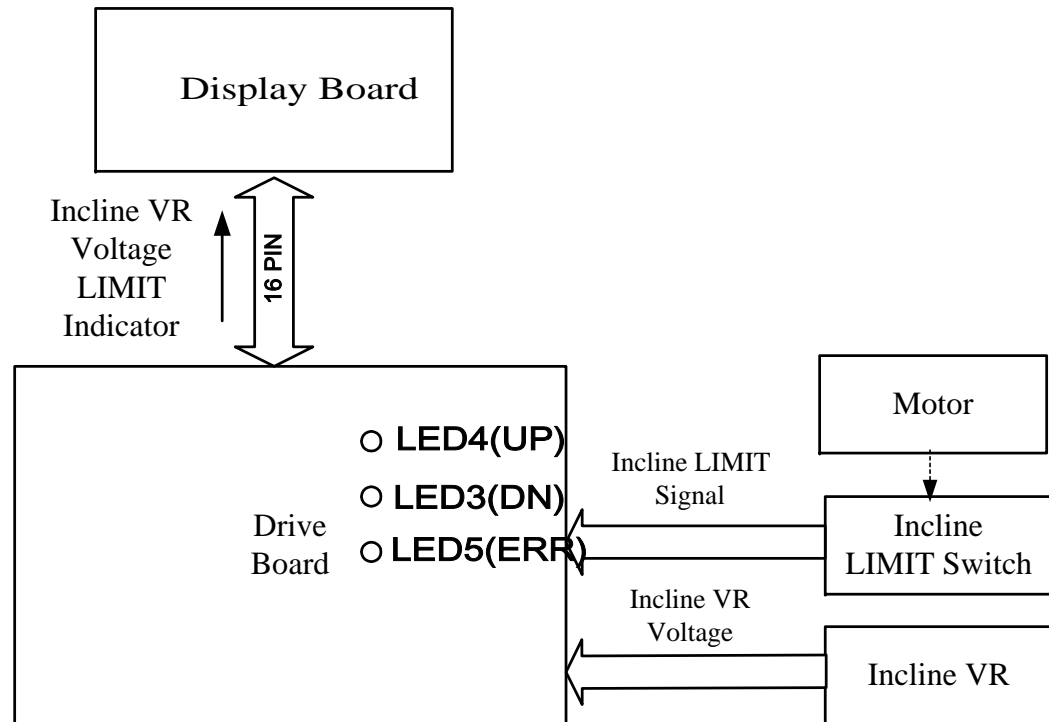 Display Board
Incline VR
Voltage
LIMIT
Indicator
16 PIN
Motor
LED4(UP)
LED3(DN)
LED5(ERR)
Drive
Board
Incline LIMIT
Signal
Incline
LIMIT Switch
Incline VR
Voltage
Incline VR